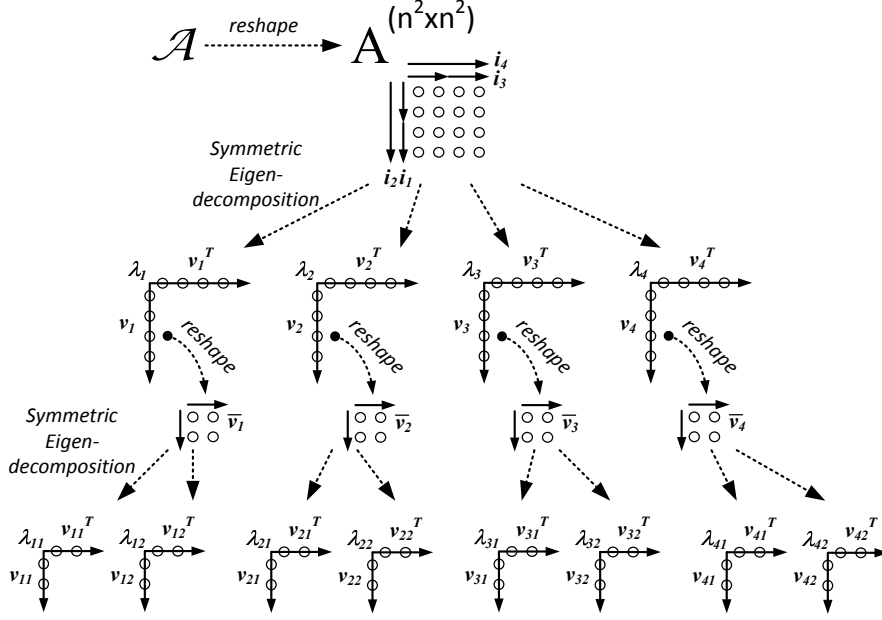 (n²xn²)
𝒜 reshape A
i₄
i₃
i₂ i₁
Symmetric
Eigen-
decomposition
λ₁ v₁ᵀ λ₂ v₂ᵀ λ₃ v₃ᵀ λ₄ v₄ᵀ
v₁ reshape v₂ reshape v₃ reshape v₄ reshape
v̅₁ v̅₂ v̅₃ v̅₄
Symmetric
Eigen-
decomposition
λ₁₁ v₁₁ᵀ λ₁₂ v₁₂ᵀ λ₂₁ v₂₁ᵀ λ₂₂ v₂₂ᵀ λ₃₁ v₃₁ᵀ λ₃₂ v₃₂ᵀ λ₄₁ v₄₁ᵀ λ₄₂ v₄₂ᵀ
v₁₁ v₁₂ v₂₁ v₂₂ v₃₁ v₃₂ v₄₁ v₄₂